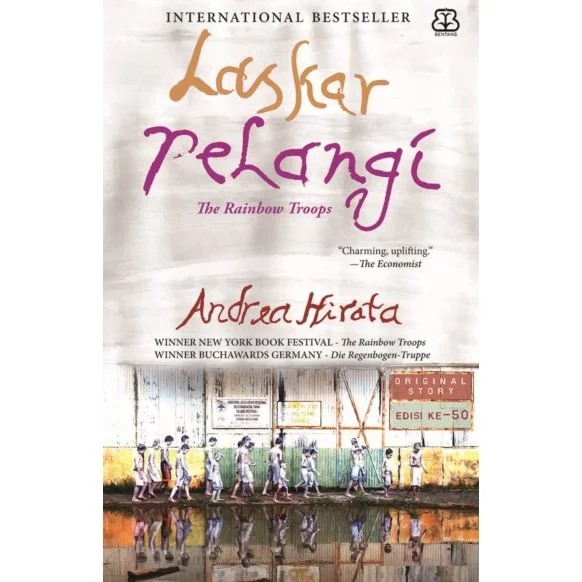 INTERNATIONAL BESTSELLER
BENTANG
Laskar
Pelangi
The Rainbow Troops
“Charming, uplifting.”
—The Economist
Andrea Hirata
WINNER NEW YORK BOOK FESTIVAL - The Rainbow Troops
WINNER BUCHAWARDS GERMANY - Die Regenbogen-Truppe
ORIGINAL
STORY
EDISI KE-50